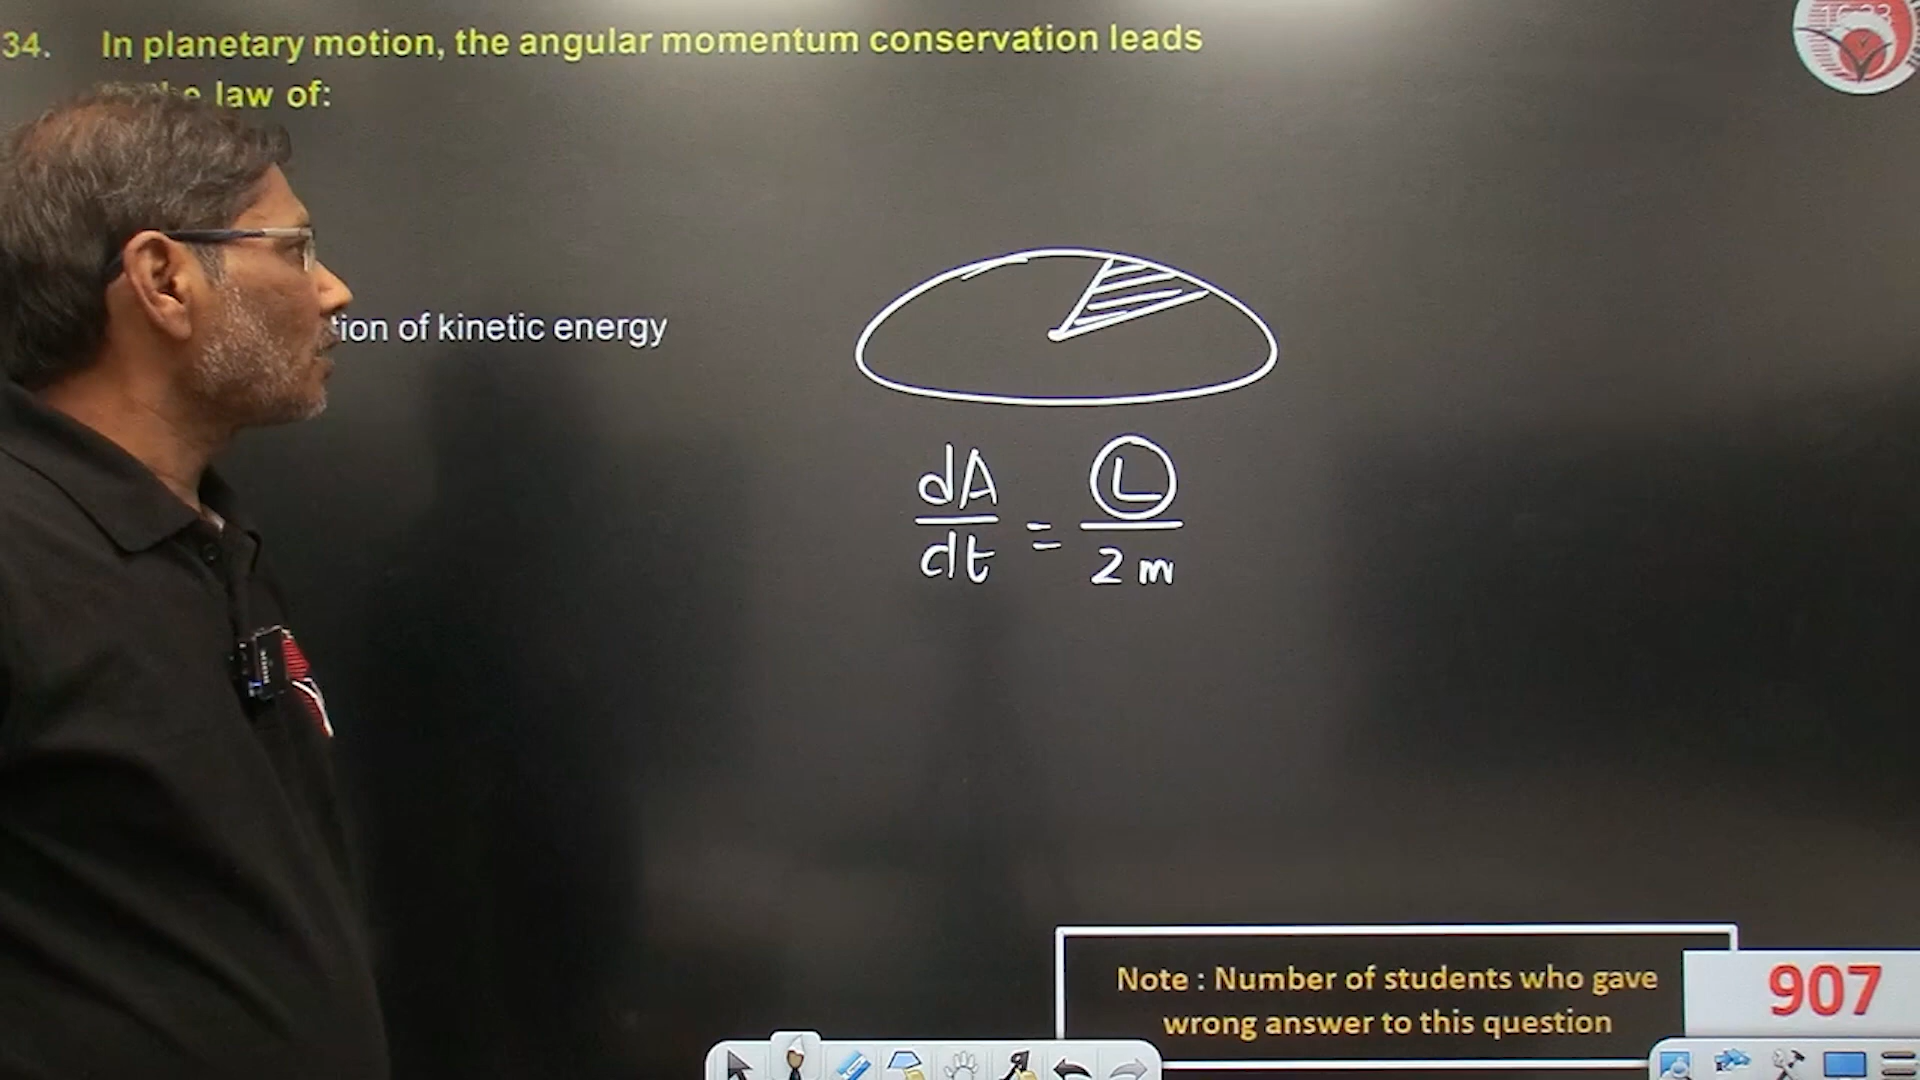 34. In planetary motion, the angular momentum conservation leads
law of:
tion of kinetic energy
dA/dt = L/2m
Note : Number of students who gave
wrong answer to this question
907